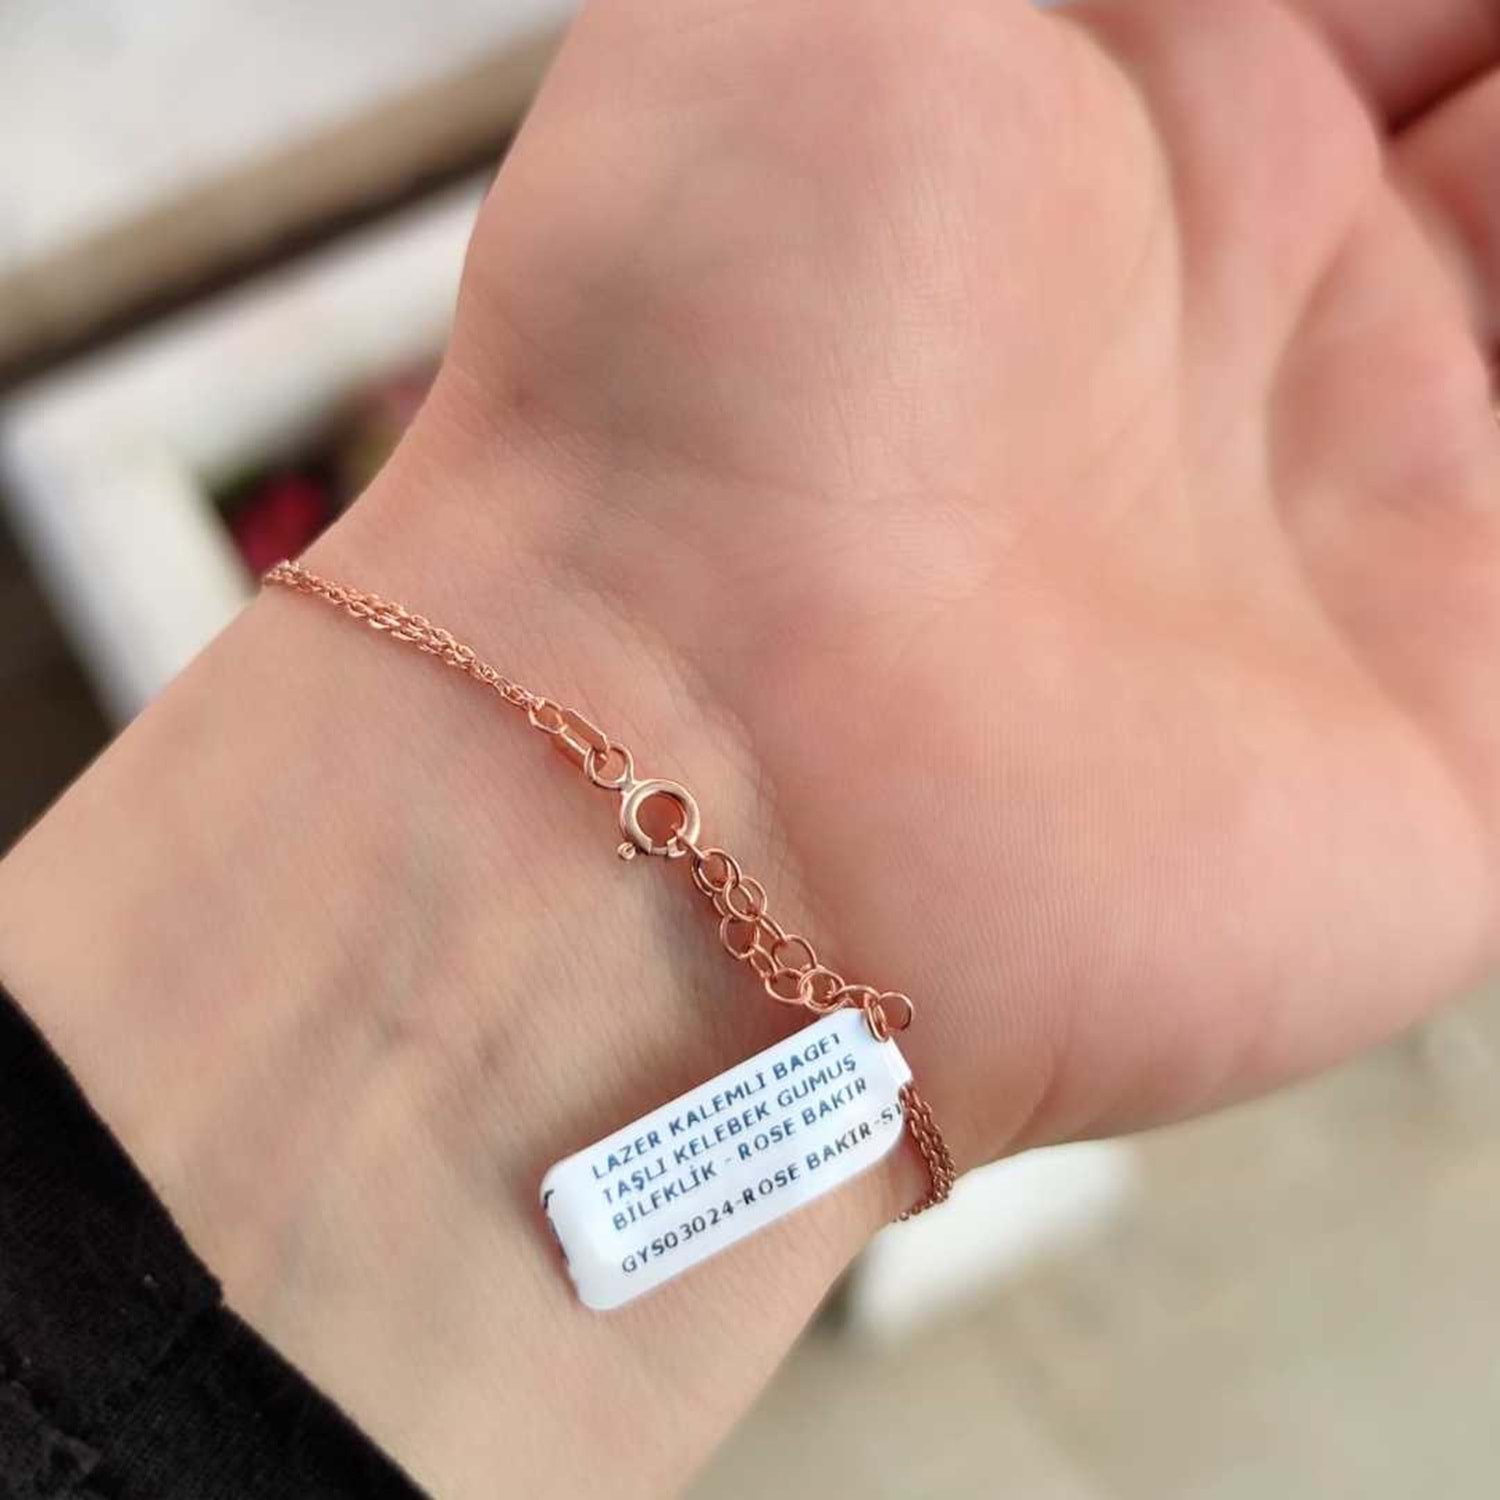 LAZER KALEMLİ BAGET
TAŞLI KELEBEK GUMUŞ
BİLEKLİK - ROSE BAKIR
GYS03024-ROSE BAKIR-S